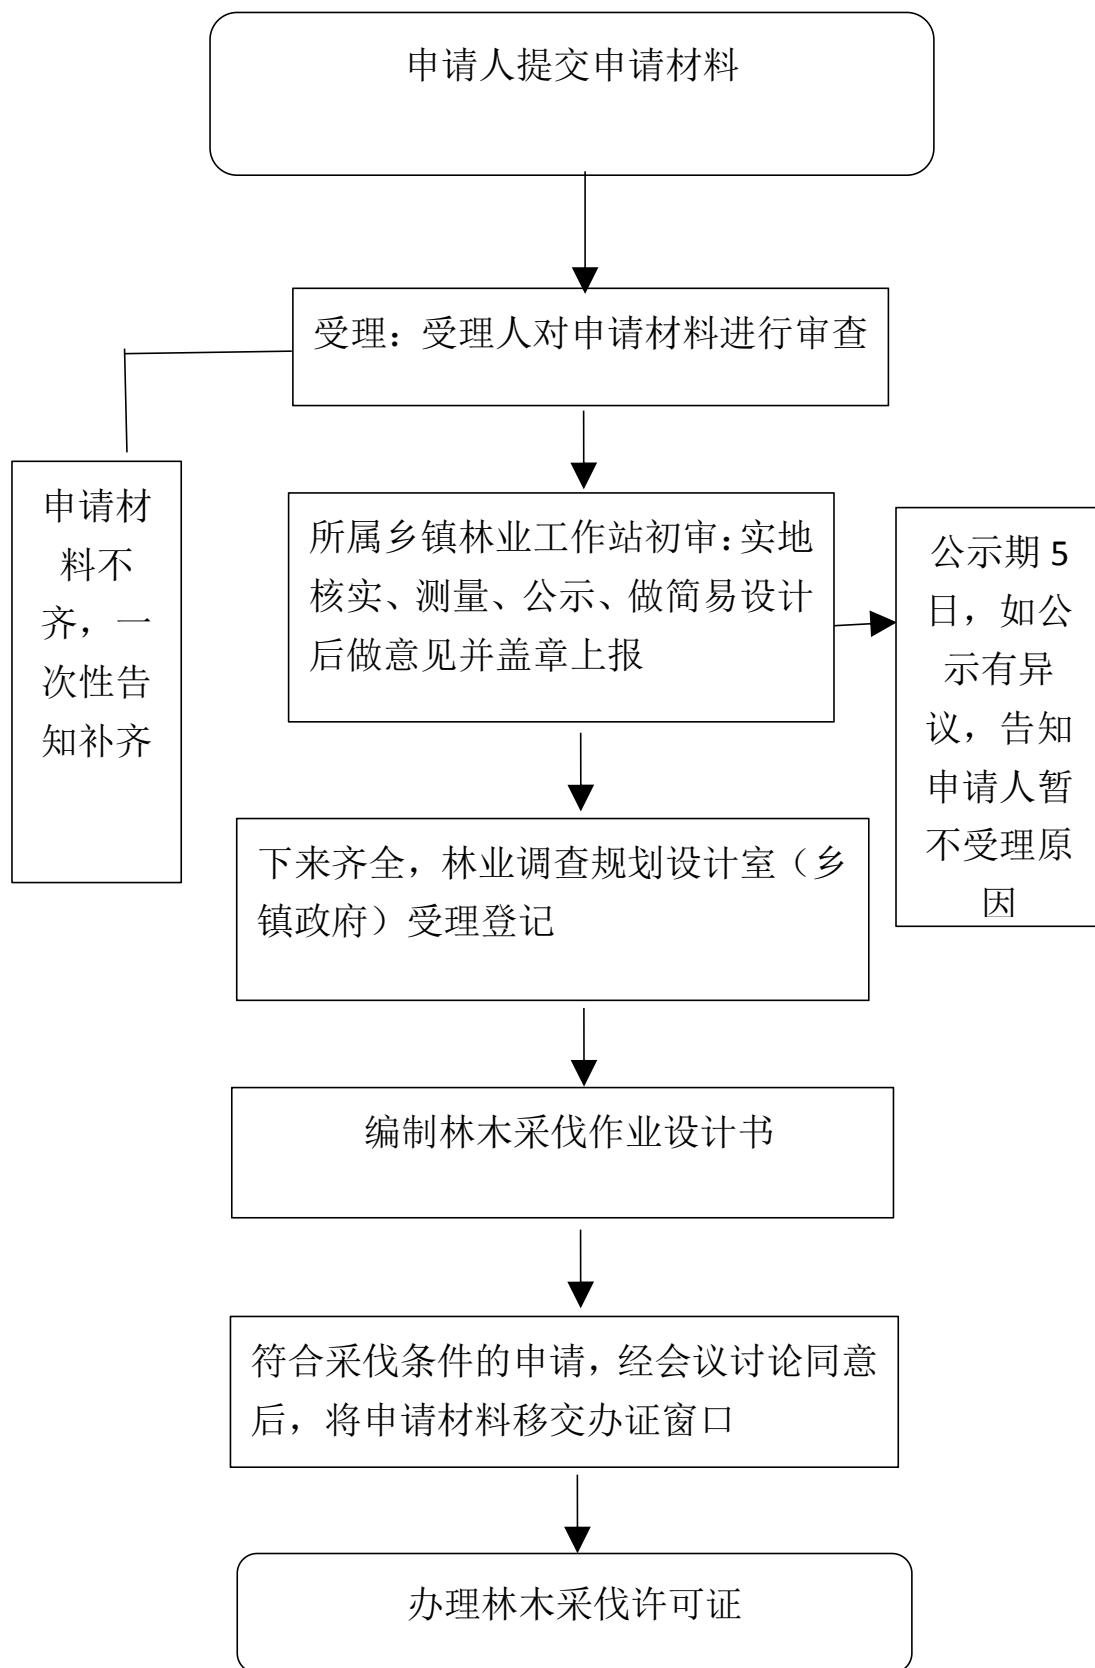 申请人提交申请材料
受理：受理人对申请材料进行审查
申请材
料不
齐，一
次性告
知补齐
所属乡镇林业工作站初审：实地
核实、测量、公示、做简易设计
后做意见并盖章上报
公示期 5
日，如公
示有异
议，告知
申请人暂
不受理原
因
下来齐全，林业调查规划设计室（乡
镇政府）受理登记
编制林木采伐作业设计书
符合采伐条件的申请，经会议讨论同意
后，将申请材料移交办证窗口
办理林木采伐许可证